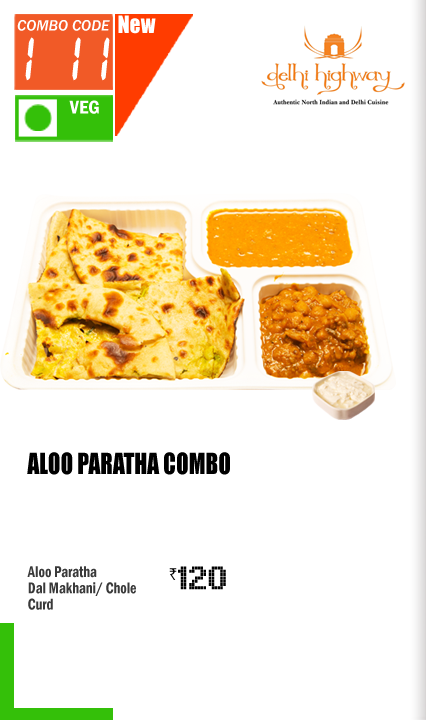 COMBO CODE
111
New
VEG
delhi highway
Authentic North Indian and Delhi Cuisine
ALOO PARATHA COMBO
Aloo Paratha
Dal Makhani/ Chole
Curd
₹120